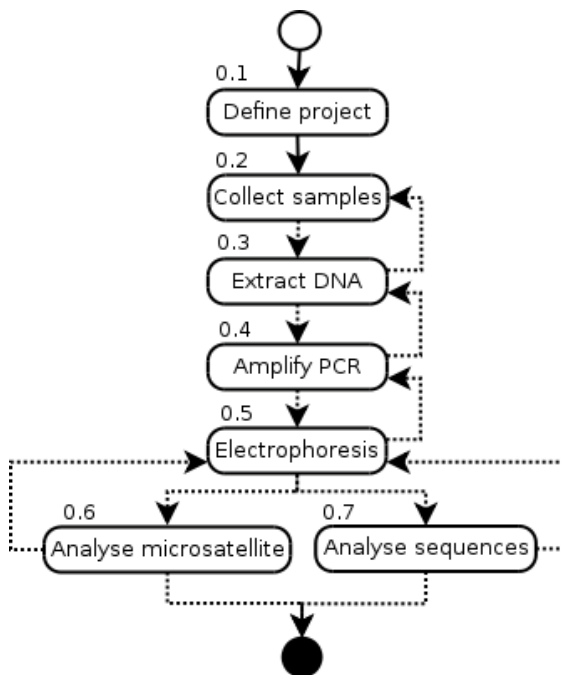 0.1
Define project
0.2
Collect samples
0.3
Extract DNA
0.4
Amplify PCR
0.5
Electrophoresis
0.6
Analyse microsatellite
0.7
Analyse sequences